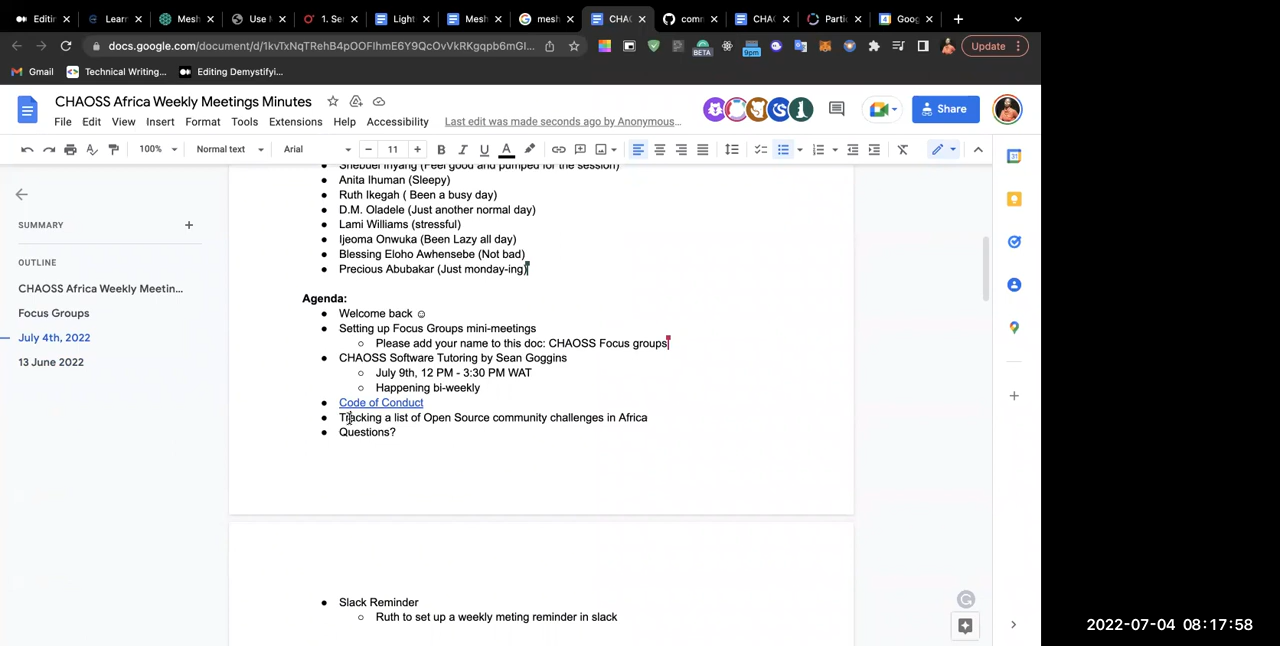 Editin
Learn
Mesh
Use M
1. Se
Light
Mesh
mesh
CHAO
comm
CHAO
Partic
Goog
docs.google.com/document/d/1kvTxNqTRehB4pOOFIhmE6Y9QcOvVkRKgqpb6mGl...
BETA
9pm
Update
Gmail
Technical Writing...
Editing Demystifyi...
CHAOSS Africa Weekly Meetings Minutes
File Edit View Insert Format Tools Extensions Help Accessibility
Last edit was made seconds ago by Anonymous...
Share
100% Normal text Arial 11 B I U A
SUMMARY
OUTLINE
CHAOSS Africa Weekly Meetin...
Focus Groups
July 4th, 2022
13 June 2022
Anita Ihuman (Sleepy)
Ruth Ikegah ( Been a busy day)
D.M. Oladele (Just another normal day)
Lami Williams (stressful)
Ijeoma Onwuka (Been Lazy all day)
Blessing Eloho Awhensebe (Not bad)
Precious Abubakar (Just monday-ing)
Agenda:
Welcome back ☺
Setting up Focus Groups mini-meetings
Please add your name to this doc: CHAOSS Focus groups
CHAOSS Software Tutoring by Sean Goggins
July 9th, 12 PM - 3:30 PM WAT
Happening bi-weekly
Code of Conduct
Tracking a list of Open Source community challenges in Africa
Questions?
Slack Reminder
Ruth to set up a weekly meting reminder in slack
2022-07-04 08:17:58